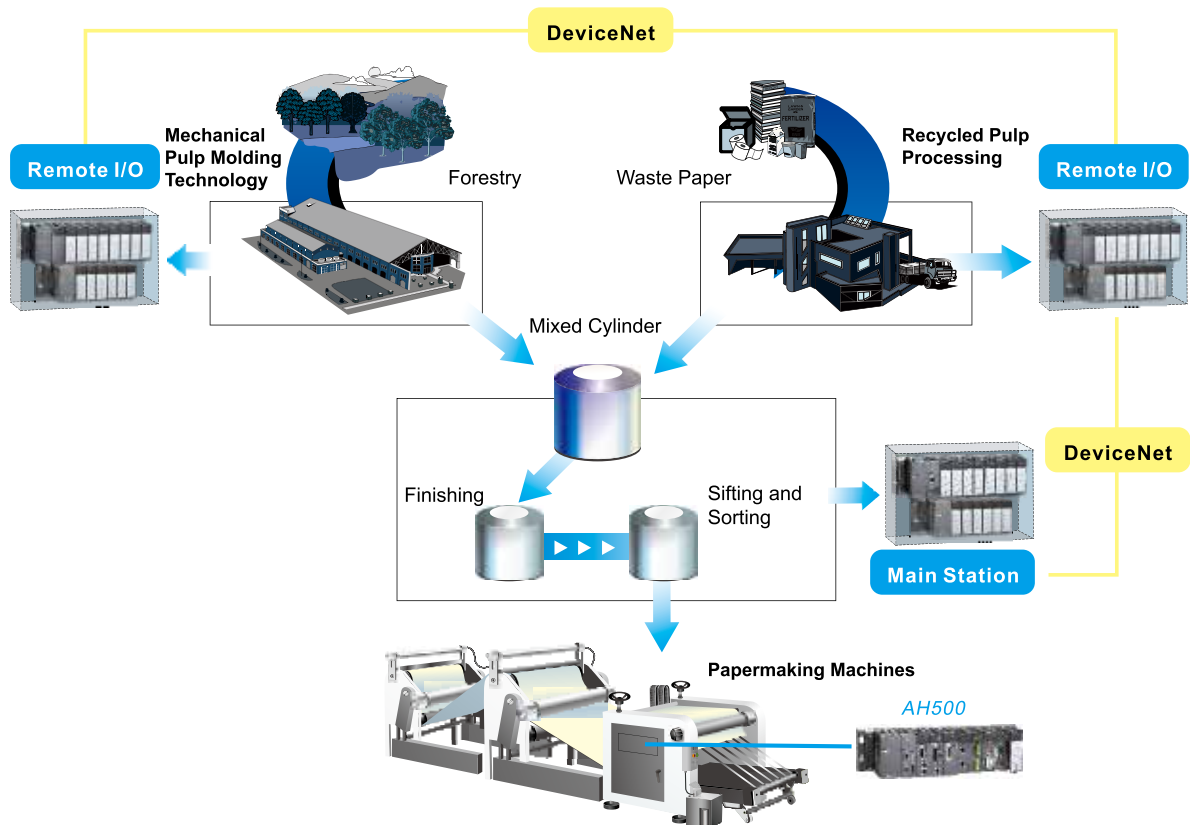 DeviceNet
Mechanical
Pulp Molding
Technology
Remote I/O
Forestry
Waste Paper
FERTILIZER
Recycled Pulp
Processing
Remote I/O
Mixed Cylinder
Finishing
Sifting and
Sorting
DeviceNet
Main Station
Papermaking Machines
AH500